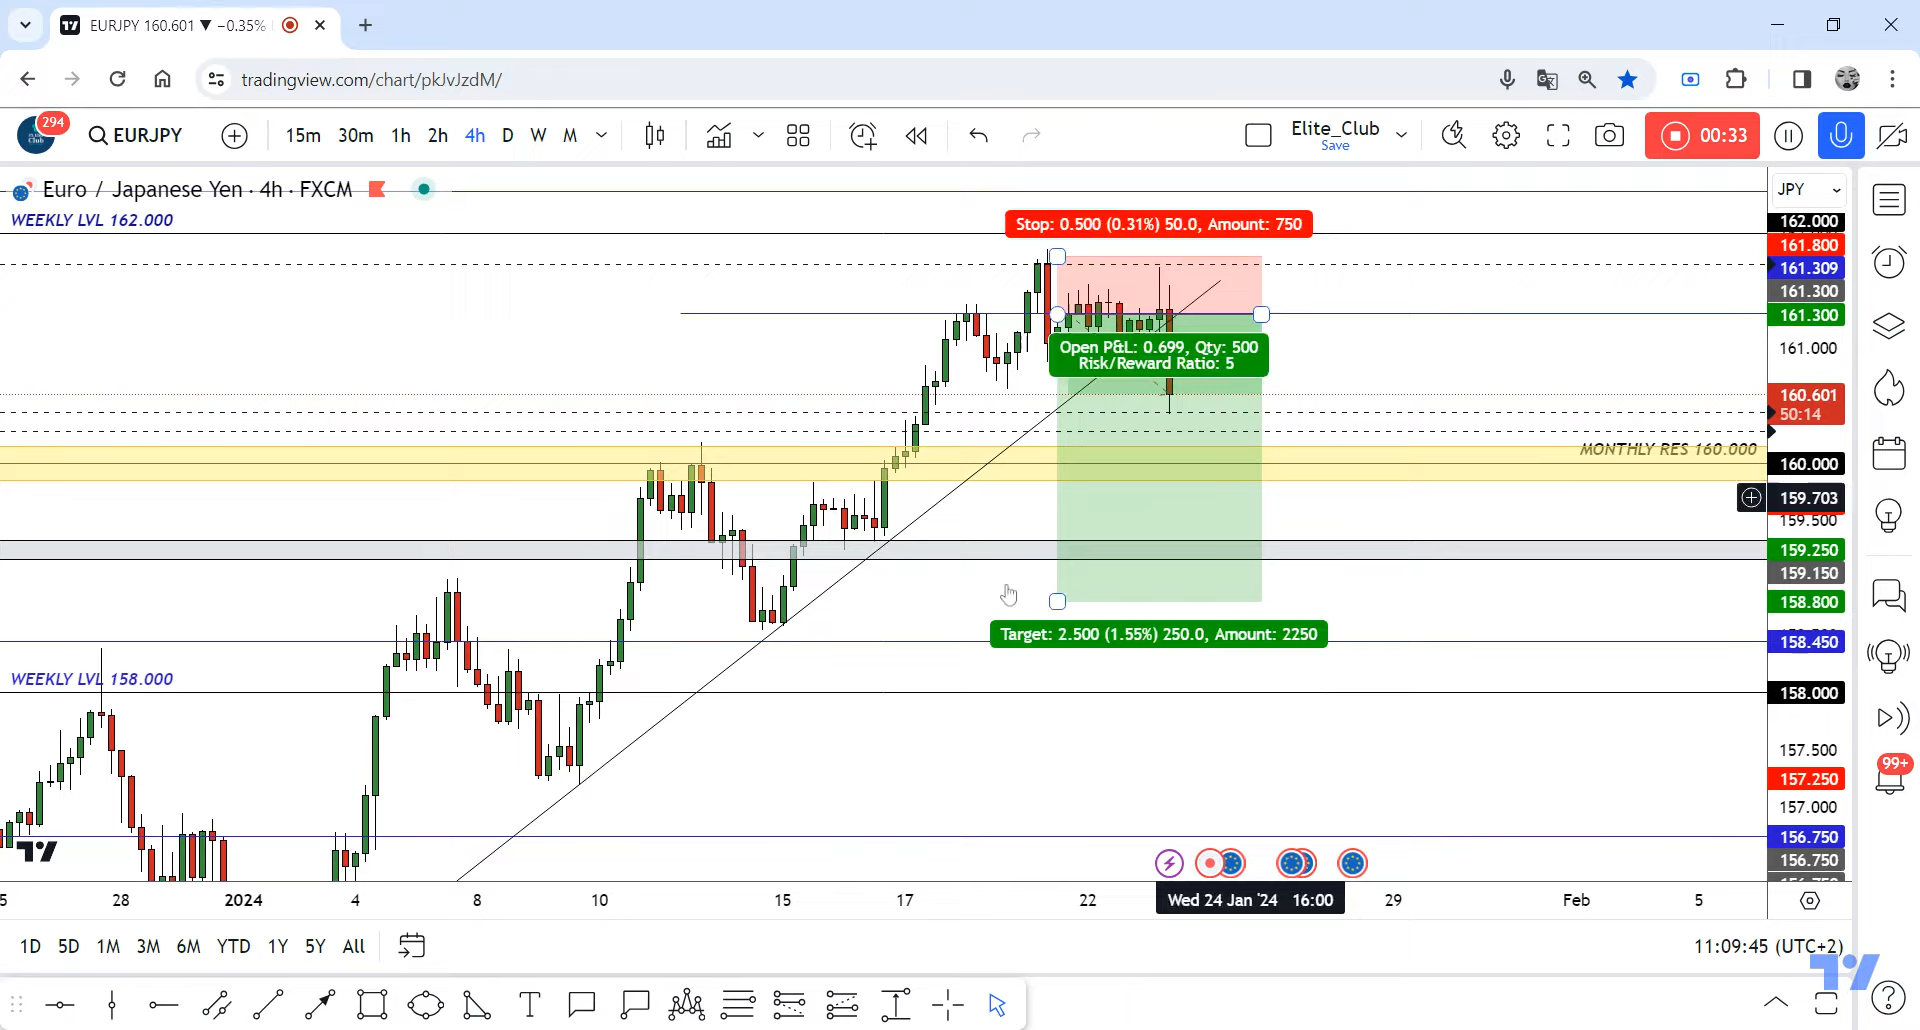 EURJPY 160.601 ▼ −0.35%
tradingview.com/chart/pkJvJzdM/
294
EURJPY
15m 30m 1h 2h 4h D W M
Elite_Club
Save
00:33
Euro / Japanese Yen · 4h · FXCM
JPY
WEEKLY LVL 162.000
Stop: 0.500 (0.31%) 50.0, Amount: 750
162.000
161.800
161.309
161.300
161.300
Open P&L: 0.699, Qty: 500
Risk/Reward Ratio: 5
161.000
160.601
50:14
MONTHLY RES 160.000
160.000
159.703
159.500
159.250
159.150
158.800
Target: 2.500 (1.55%) 250.0, Amount: 2250
158.450
WEEKLY LVL 158.000
158.000
157.500
157.250
99+
157.000
156.750
156.750
5 28 2024 4 8 10 15 17 22 Wed 24 Jan '24 16:00 29 Feb 5
1D 5D 1M 3M 6M YTD 1Y 5Y All
11:09:45 (UTC+2)